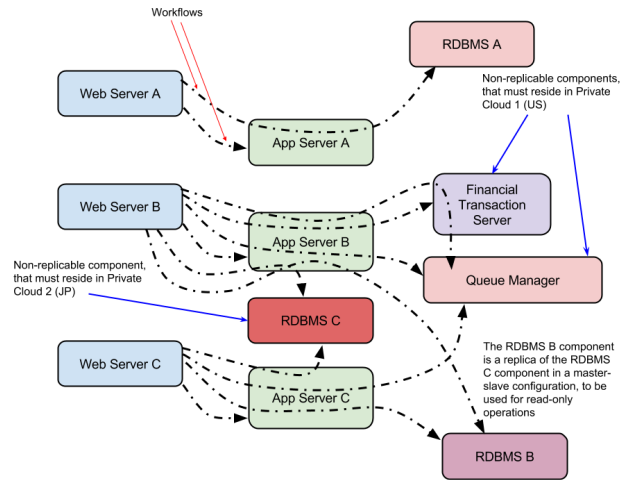 Workflows
RDBMS A
Non-replicable components,
that must reside in Private
Cloud 1 (US)
Web Server A
App Server A
Financial
Transaction
Server
Web Server B
App Server B
Non-replicable component,
that must reside in Private
Cloud 2 (JP)
Queue Manager
RDBMS C
The RDBMS B component
is a replica of the RDBMS
C component in a master-
slave configuration, to be
used for read-only
operations
Web Server C
App Server C
RDBMS B